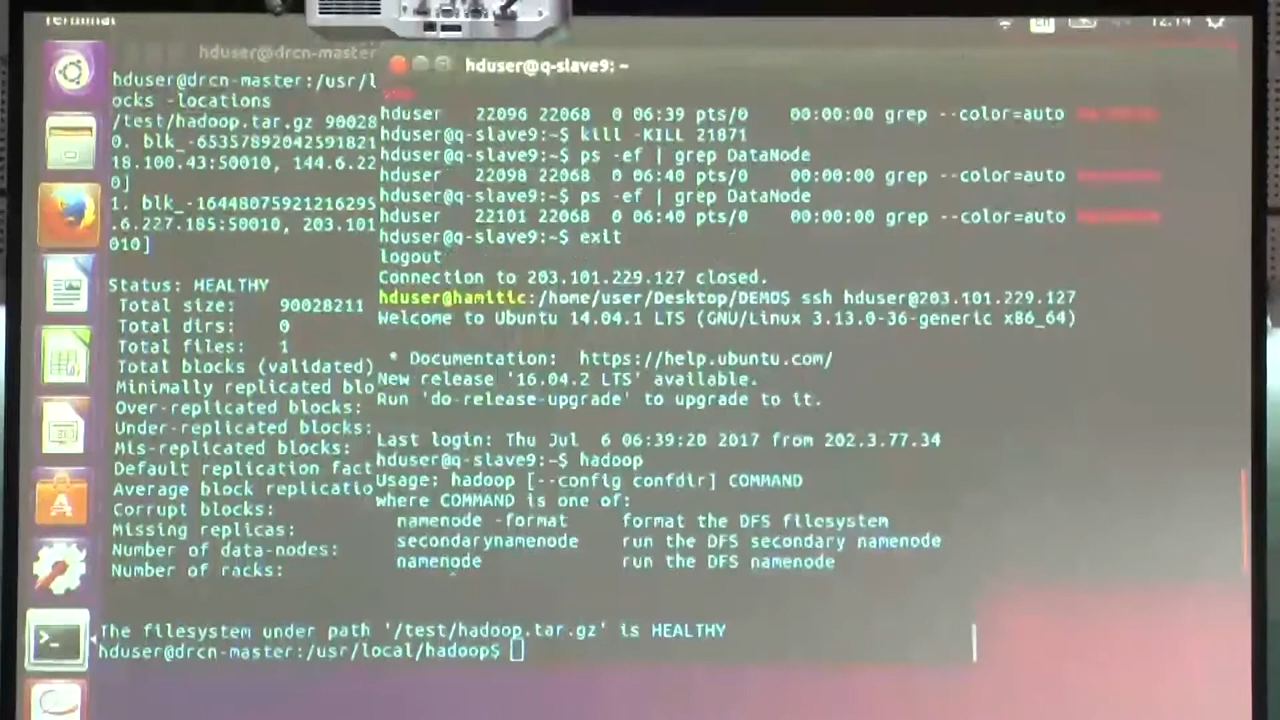 Terminal
12:14
hduser@drcn-master
hduser@drcn-master:/usr/l
ocks -locations
/test/hadoop.tar.gz 90028
0. blk_-65357892042591821
18.100.43:50010, 144.6.22
0]
1. blk_-16448075921216295
.6.227.185:50010, 203.101
010]
Status: HEALTHY
Total size: 90028211
Total dirs: 0
Total files: 1
Total blocks (validated)
Minimally replicated blo
Over-replicated blocks:
Under-replicated blocks:
Mis-replicated blocks:
Default replication fact
Average block replicatio
Corrupt blocks:
Missing replicas:
Number of data-nodes:
Number of racks:
The filesystem under path '/test/hadoop.tar.gz' is HEALTHY
hduser@drcn-master:/usr/local/hadoop$
hduser@q-slave9: ~
hduser 22096 22068 0 06:39 pts/0 00:00:00 grep --color=auto
hduser@q-slave9:~$ kill -KILL 21871
hduser@q-slave9:~$ ps -ef | grep DataNode
hduser 22098 22068 0 06:40 pts/0 00:00:00 grep --color=auto
hduser@q-slave9:~$ ps -ef | grep DataNode
hduser 22101 22068 0 06:40 pts/0 00:00:00 grep --color=auto
hduser@q-slave9:~$ exit
logout
Connection to 203.101.229.127 closed.
hduser@hamitic:/home/user/Desktop/DEMO$ ssh hduser@203.101.229.127
Welcome to Ubuntu 14.04.1 LTS (GNU/Linux 3.13.0-36-generic x86_64)
* Documentation: https://help.ubuntu.com/
New release '16.04.2 LTS' available.
Run 'do-release-upgrade' to upgrade to it.
Last login: Thu Jul 6 06:39:20 2017 from 202.3.77.34
hduser@q-slave9:~$ hadoop
Usage: hadoop [--config confdir] COMMAND
where COMMAND is one of:
namenode -format format the DFS filesystem
secondarynamenode run the DFS secondary namenode
namenode run the DFS namenode